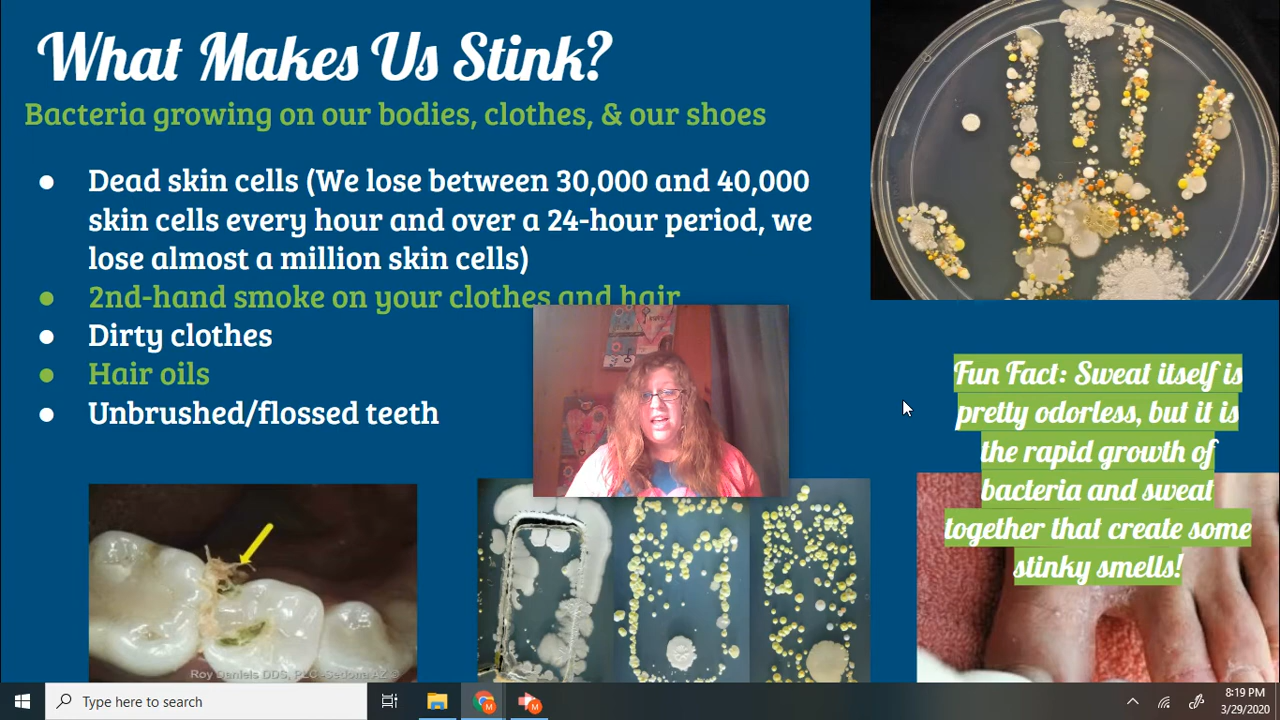 What Makes Us Stink?
Bacteria growing on our bodies, clothes, & our shoes
● Dead skin cells (We lose between 30,000 and 40,000
skin cells every hour and over a 24-hour period, we
lose almost a million skin cells)
● 2nd-hand smoke on your clothes and hair
● Dirty clothes
● Hair oils
● Unbrushed/flossed teeth
Fun Fact: Sweat itself is
pretty odorless, but it is
the rapid growth of
bacteria and sweat
together that create some
stinky smells!
Roy Daniels DDS, PLC -Sedona AZ ©
Type here to search
M
M
8:19 PM
3/29/2020